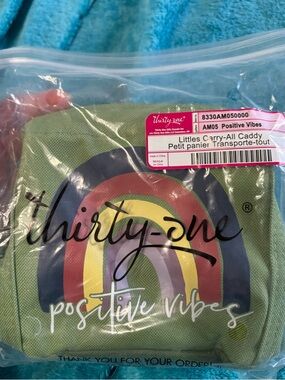 thirty-one
8330AM050000
AM05 Positive Vibes
Littles Carry-All Caddy
Petit panier Transporte-tout
thirty-one ®
positive vibes
THANK YOU FOR YOUR ORDER!